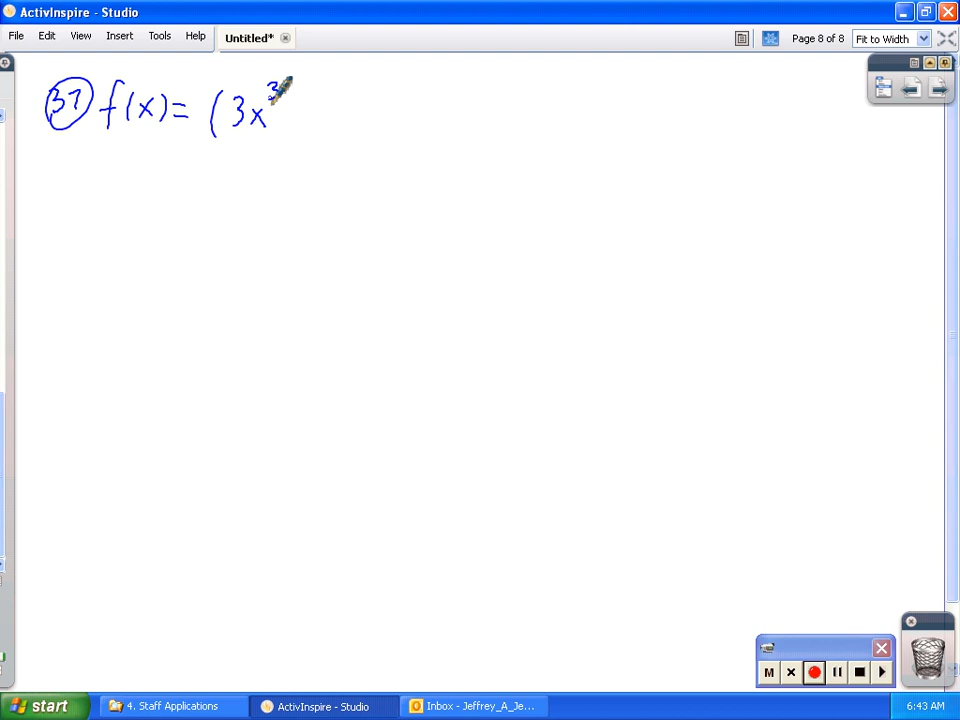 ActivInspire - Studio
File Edit View Insert Tools Help Untitled* Page 8 of 8 Fit to Width
37 f(x) = (3x³
M
start 4. Staff Applications ActivInspire - Studio Inbox - Jeffrey_A_Je... 6:43 AM